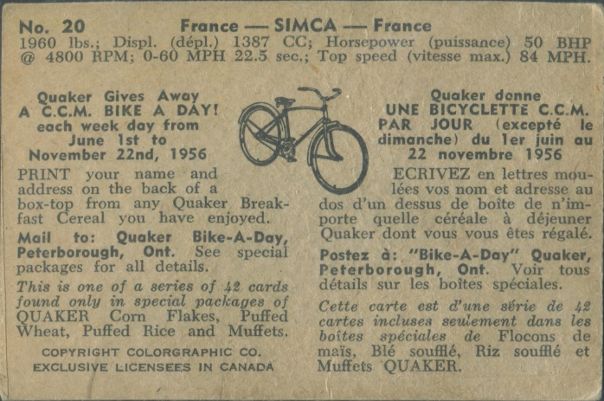 No. 20 France — SIMCA — France
1960 lbs.; Displ. (dépl.) 1387 CC; Horsepower (puissance) 50 BHP
@ 4800 RPM; 0-60 MPH 22.5 sec.; Top speed (vitesse max.) 84 MPH.
Quaker Gives Away
A C.C.M. BIKE A DAY!
each week day from
June 1st to
November 22nd, 1956
PRINT your name and
address on the back of a
box-top from any Quaker Break-
fast Cereal you have enjoyed.
Mail to: Quaker Bike-A-Day,
Peterborough, Ont. See special
packages for all details.
This is one of a series of 42 cards
found only in special packages of
QUAKER Corn Flakes, Puffed
Wheat, Puffed Rice and Muffets.
COPYRIGHT COLORGRAPHIC CO.
EXCLUSIVE LICENSEES IN CANADA
Quaker donne
UNE BICYCLETTE C.C.M.
PAR JOUR (excepté le
dimanche) du 1er juin au
22 novembre 1956
ECRIVEZ en lettres mou-
lées vos nom et adresse au
dos d'un dessus de boîte de n'im-
porte quelle céréale à déjeuner
Quaker dont vous vous êtes régalé.
Postez à: "Bike-A-Day" Quaker,
Peterborough, Ont. Voir tous
détails sur les boîtes spéciales.
Cette carte est d'une série de 42
cartes incluses seulement dans les
boîtes spéciales de Flocons de
maïs, Blé soufflé, Riz soufflé et
Muffets QUAKER.